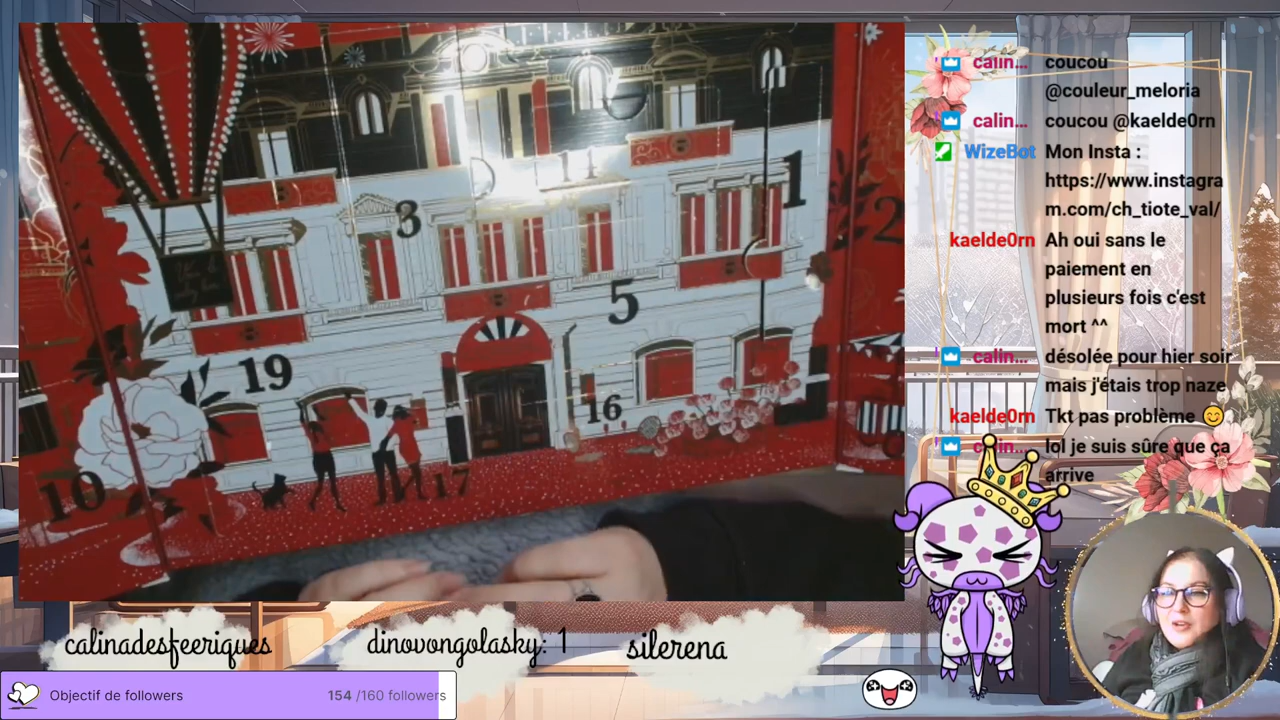 11
1
3
2
5
19
16
10
17
calin... coucou
@couleur_meloria
calin... coucou @kaelde0rn
WizeBot Mon Insta :
https://www.instagra
m.com/ch_tiote_val/
kaelde0rn Ah oui sans le
paiement en
plusieurs fois c'est
mort ^^
calin... désolée pour hier soir
mais j'étais trop naze
kaelde0rn Tkt pas problème 😊
calin... lol je suis sûre que ça
arrive
calinadesfeeriques
dinovongolasky: 1
silerena
Objectif de followers 154 /160 followers